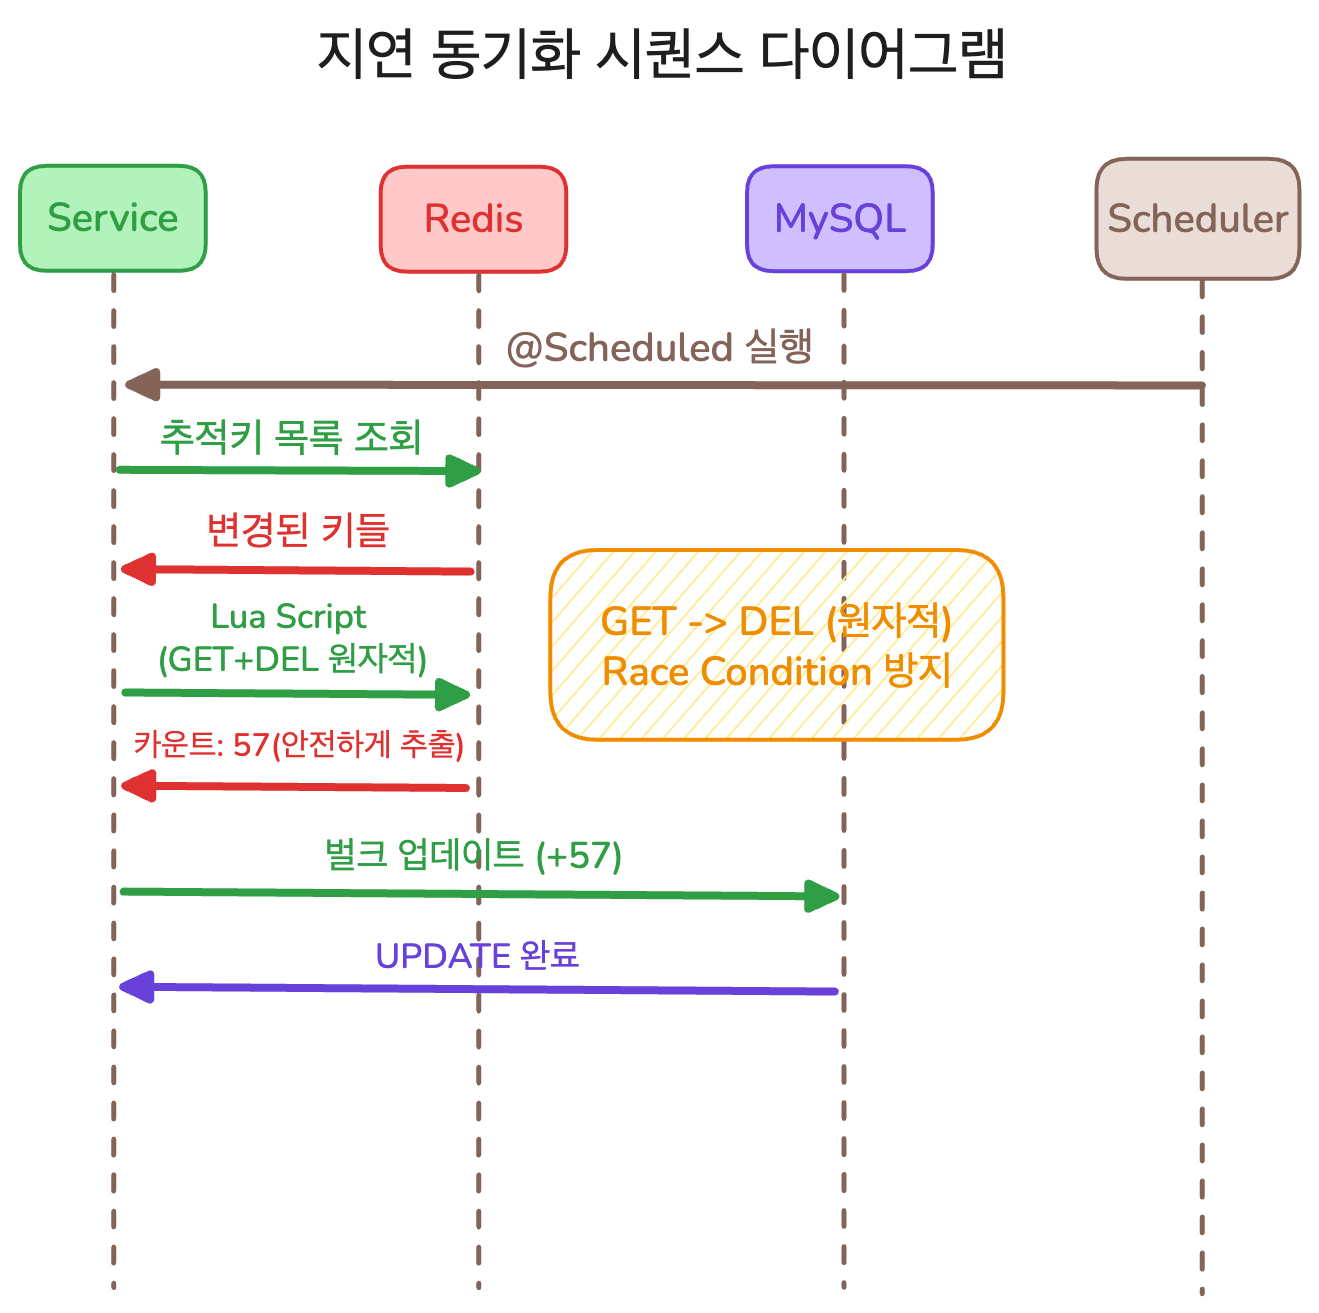 지연 동기화 시퀀스 다이어그램
Service
Redis
MySQL
Scheduler
@Scheduled 실행
추적키 목록 조회
변경된 키들
Lua Script
(GET+DEL 원자적)
GET -> DEL (원자적)
Race Condition 방지
카운트: 57(안전하게 추출)
벌크 업데이트 (+57)
UPDATE 완료